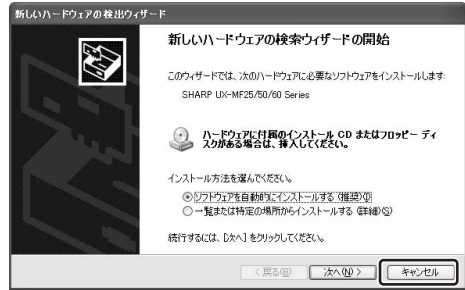 新しいハードウェアの検出ウィザード
新しいハードウェアの検索ウィザードの開始
このウィザードでは、次のハードウェアに必要なソフトウェアをインストールします:
SHARP UX-MF25/50/60 Series
ハードウェアに付属のインストール CD またはフロッピー ディ
スクがある場合は、挿入してください。
インストール方法を選んでください。
ソフトウェアを自動的にインストールする (推奨)(I)
一覧または特定の場所からインストールする (詳細)(S)
続行するには、[次へ] をクリックしてください。
< 戻る(B) 次へ(N) > キャンセル